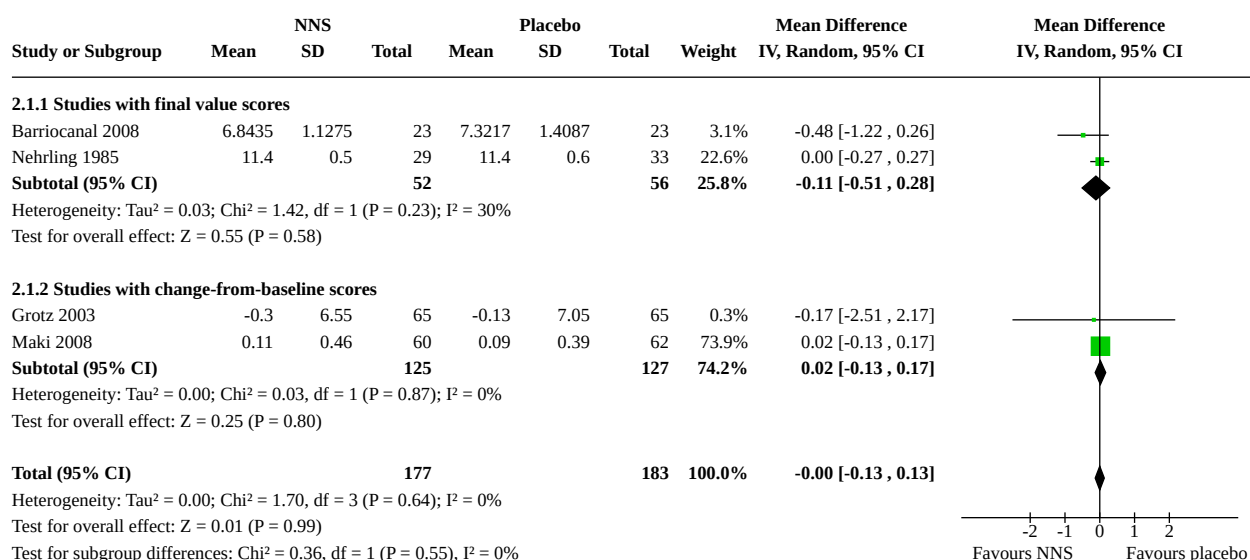 NNS Placebo Mean Difference Mean Difference
Study or Subgroup Mean SD Total Mean SD Total Weight IV, Random, 95% CI IV, Random, 95% CI
2.1.1 Studies with final value scores
Barriocanal 2008 6.8435 1.1275 23 7.3217 1.4087 23 3.1% -0.48 [-1.22 , 0.26]
Nehrling 1985 11.4 0.5 29 11.4 0.6 33 22.6% 0.00 [-0.27 , 0.27]
Subtotal (95% CI) 52 56 25.8% -0.11 [-0.51 , 0.28]
Heterogeneity: Tau² = 0.03; Chi² = 1.42, df = 1 (P = 0.23); I² = 30%
Test for overall effect: Z = 0.55 (P = 0.58)
2.1.2 Studies with change-from-baseline scores
Grotz 2003 -0.3 6.55 65 -0.13 7.05 65 0.3% -0.17 [-2.51 , 2.17]
Maki 2008 0.11 0.46 60 0.09 0.39 62 73.9% 0.02 [-0.13 , 0.17]
Subtotal (95% CI) 125 127 74.2% 0.02 [-0.13 , 0.17]
Heterogeneity: Tau² = 0.00; Chi² = 0.03, df = 1 (P = 0.87); I² = 0%
Test for overall effect: Z = 0.25 (P = 0.80)
Total (95% CI) 177 183 100.0% -0.00 [-0.13 , 0.13]
Heterogeneity: Tau² = 0.00; Chi² = 1.70, df = 3 (P = 0.64); I² = 0%
Test for overall effect: Z = 0.01 (P = 0.99) -2 -1 0 1 2
Test for subgroup differences: Chi² = 0.36, df = 1 (P = 0.55), I² = 0% Favours NNS Favours placebo